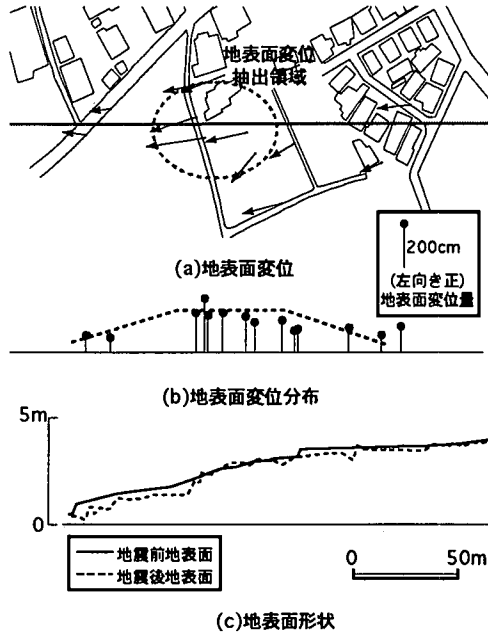 地表面変位
抽出領域
200cm
(左向き正)
地表面変位量
(a)地表面変位
(b)地表面変位分布
5m
0
地震前地表面
地震後地表面
0 50m
(c)地表面形状